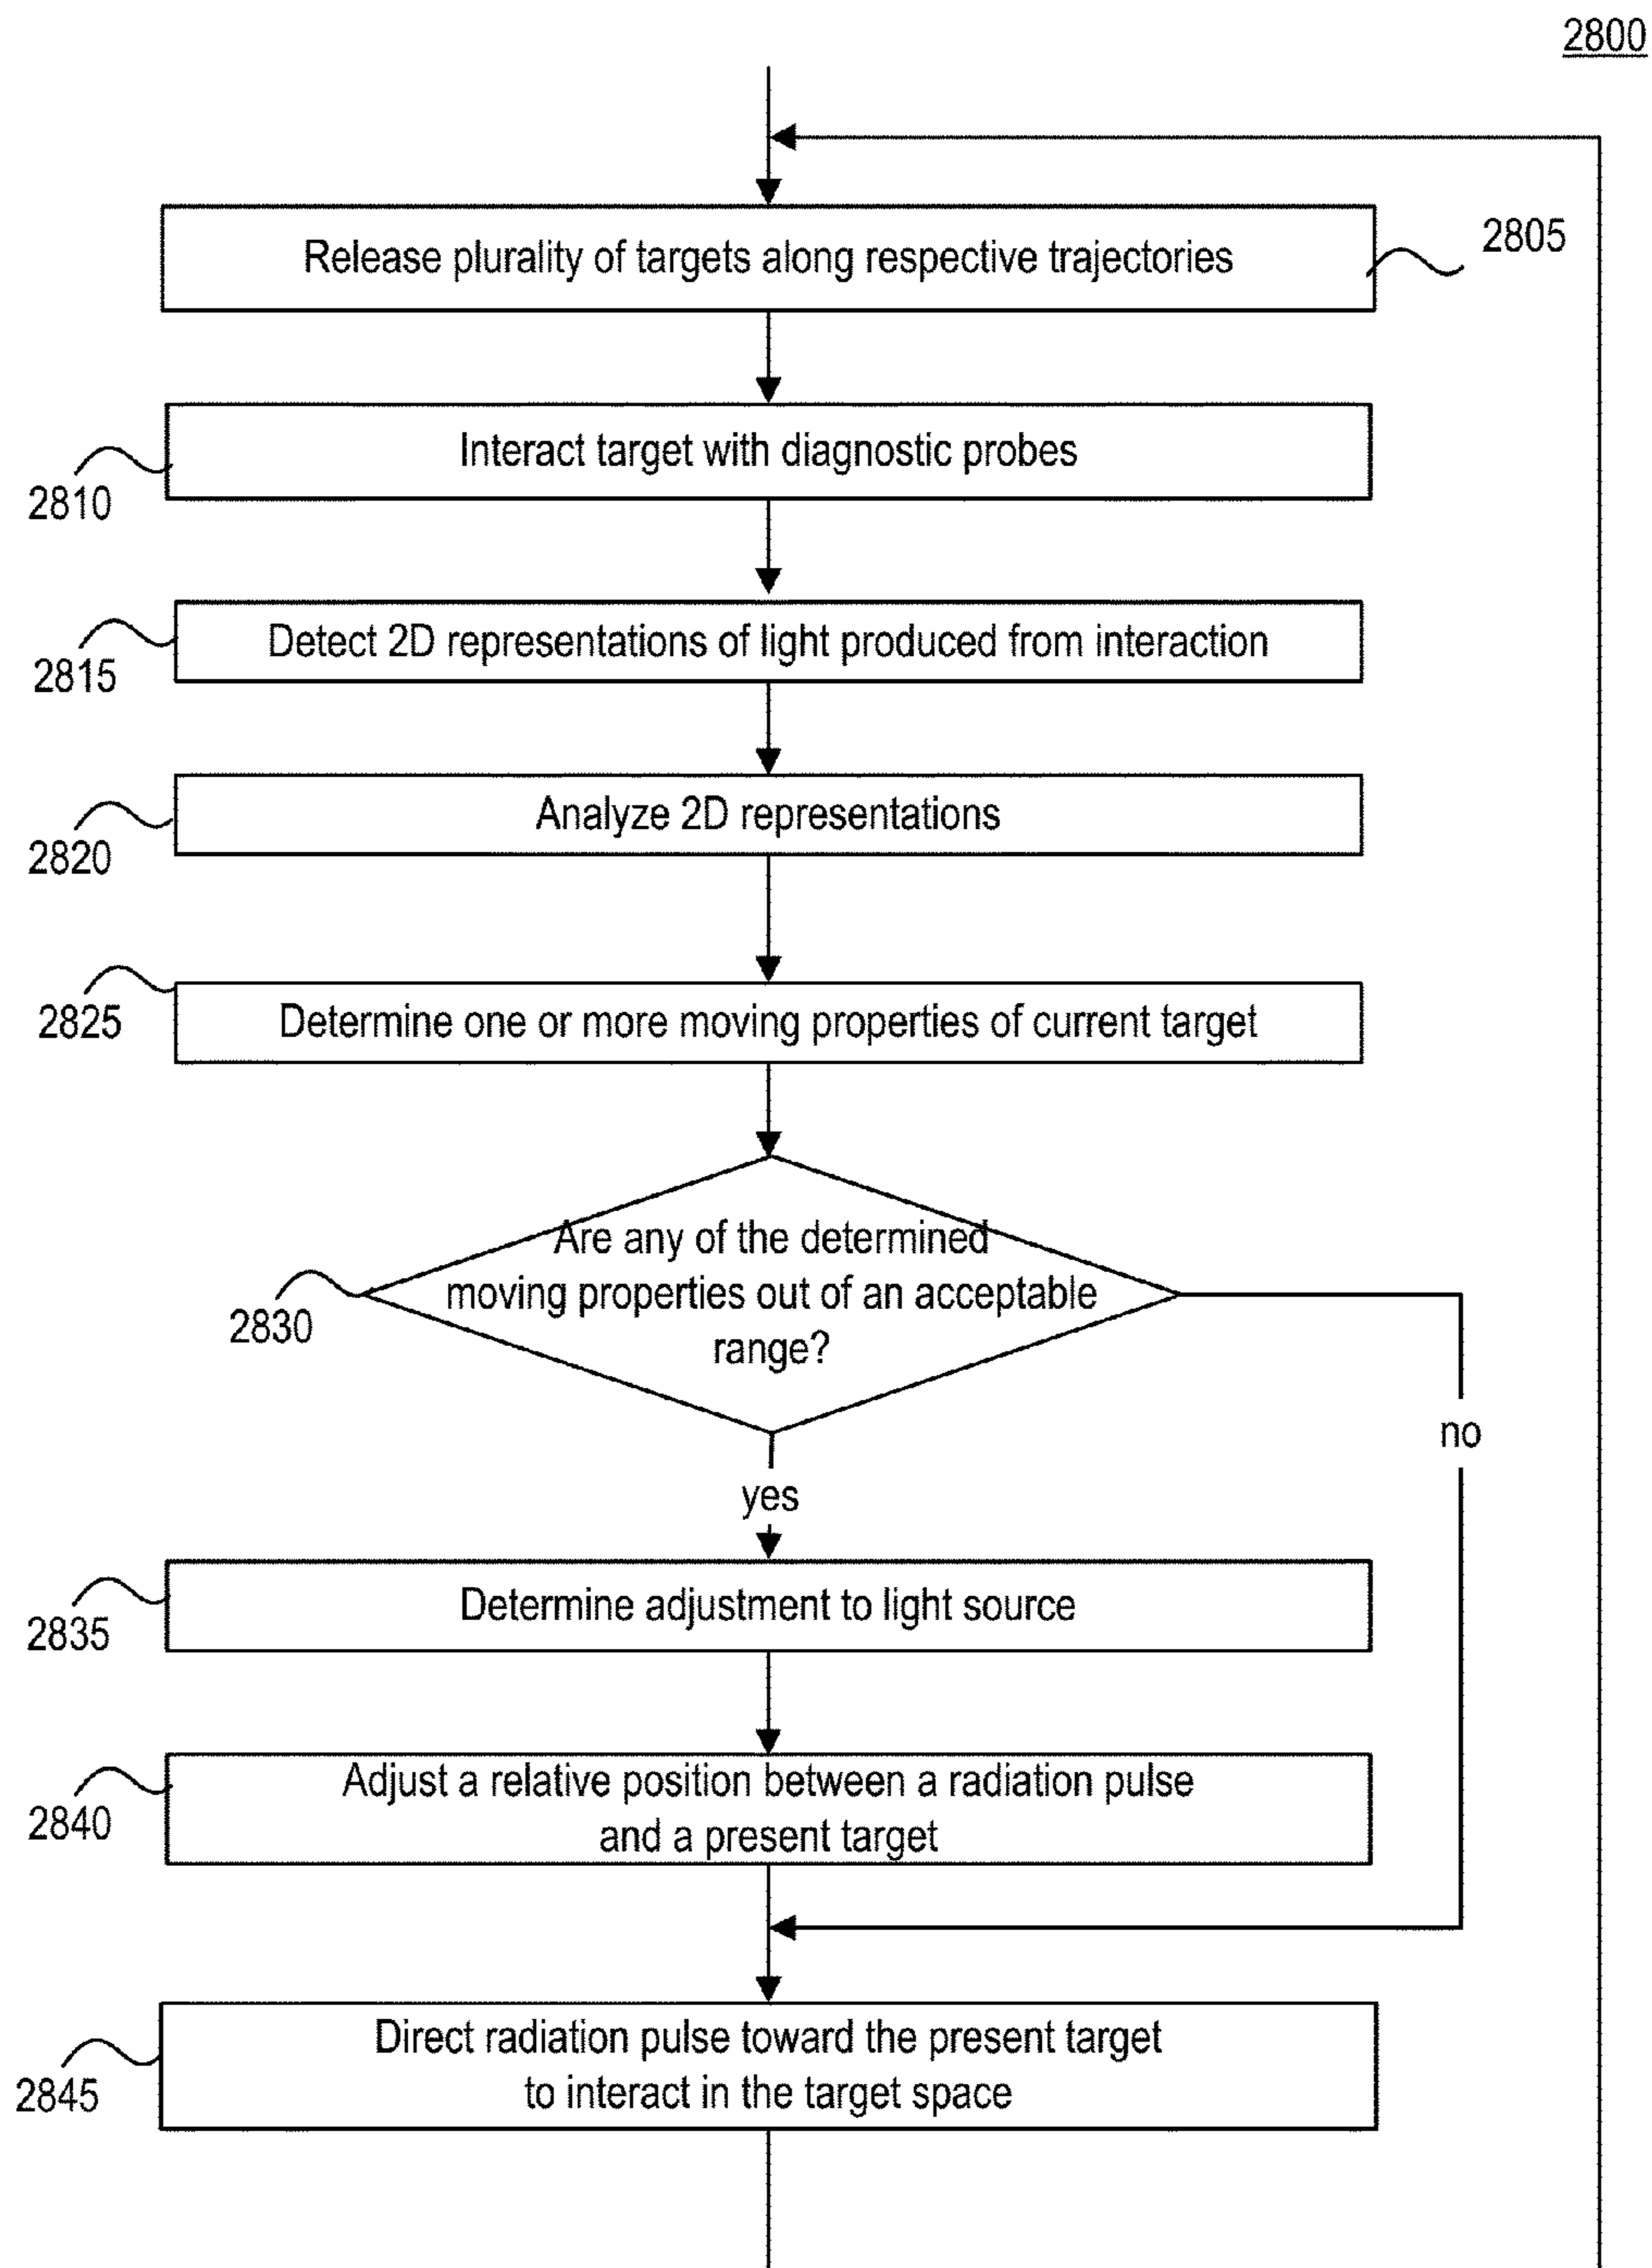 2800
Release plurality of targets along respective trajectories
2805
Interact target with diagnostic probes
2810
Detect 2D representations of light produced from interaction
2815
Analyze 2D representations
2820
Determine one or more moving properties of current target
2825
Are any of the determined
moving properties out of an acceptable
range?
2830
no
yes
Determine adjustment to light source
2835
Adjust a relative position between a radiation pulse
and a present target
2840
Direct radiation pulse toward the present target
to interact in the target space
2845